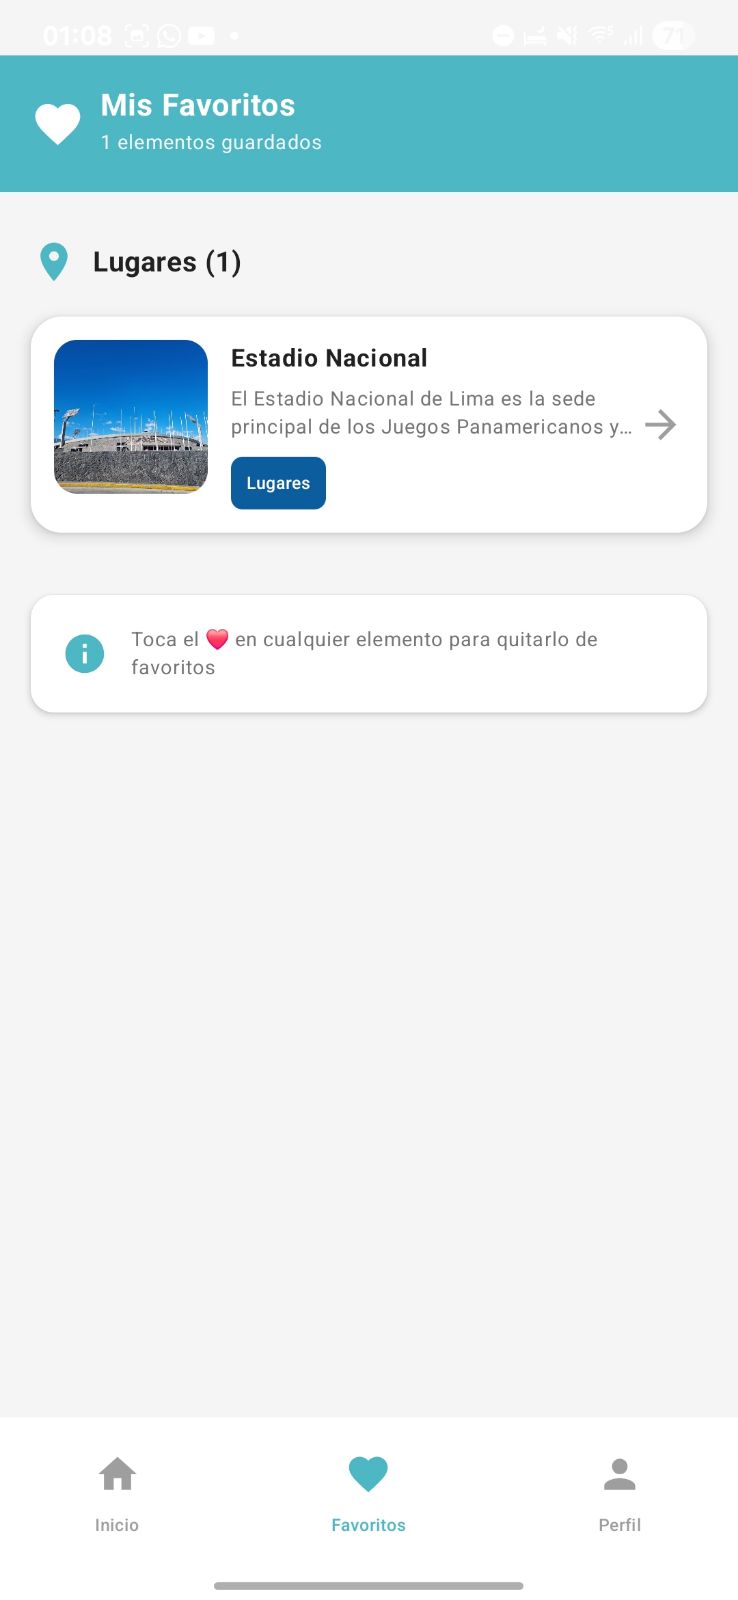 01:08
71
Mis Favoritos
1 elementos guardados
Lugares (1)
Estadio Nacional
El Estadio Nacional de Lima es la sede
principal de los Juegos Panamericanos y...
Lugares
Toca el ❤️ en cualquier elemento para quitarlo de
favoritos
Inicio
Favoritos
Perfil